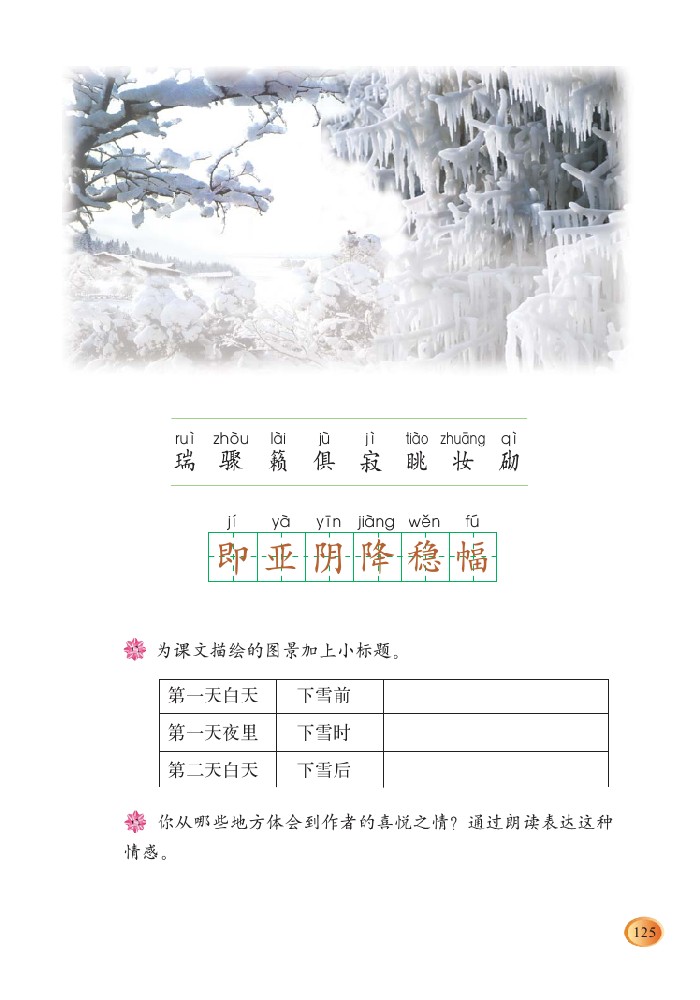 ruì zhòu lài jù jì tiào zhuāng qì
瑞 骤 籁 俱 寂 眺 妆 砌
jí yà yīn jiàng wěn fú
即 亚 阴 降 稳 幅
为课文描绘的图景加上小标题。
第一天白天 下雪前
第一天夜里 下雪时
第二天白天 下雪后
你从哪些地方体会到作者的喜悦之情？通过朗读表达这种
情感。
125